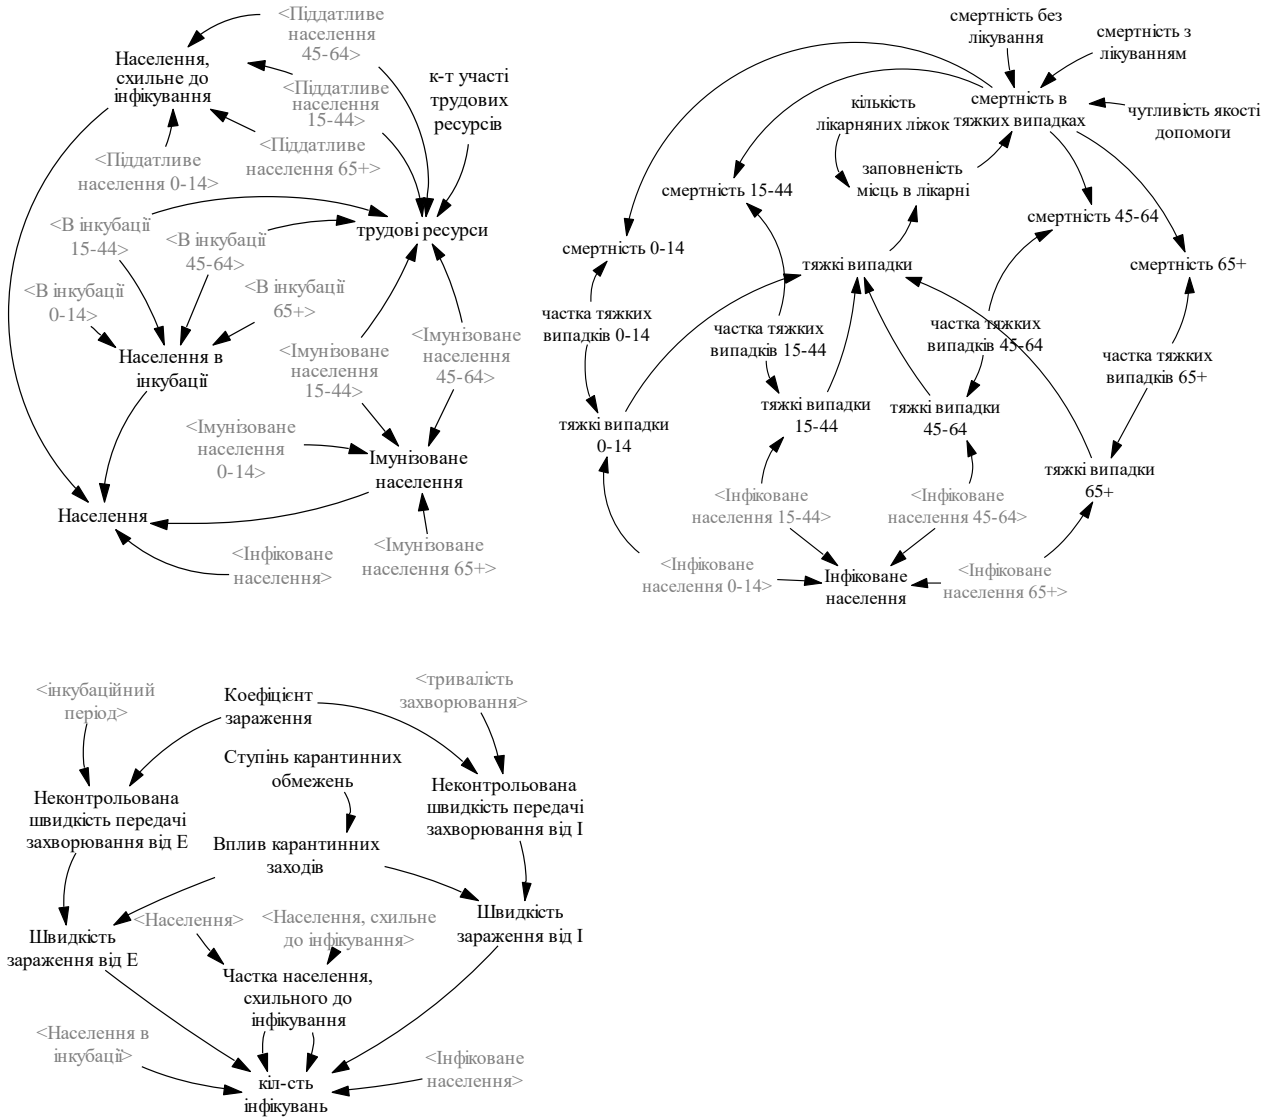 <Піддатливе
населення
45-64>
Населення,
схильне до
інфікування
<Піддатливе
населення
15-44>
к-т участі
трудових
ресурсів
<Піддатливе
населення 0-14>
<Піддатливе
населення 65+>
<В інкубації
15-44>
<В інкубації
45-64>
трудові ресурси
<В інкубації
0-14>
<В інкубації
65+>
Населення в
інкубації
<Імунізоване
населення
15-44>
<Імунізоване
населення
45-64>
<Імунізоване
населення
0-14>
Імунізоване
населення
Населення
<Інфіковане
населення>
<Імунізоване
населення 65+>
смертність без
лікування
смертність з
лікуванням
смертність в
тяжких випадках
чутливість якості
допомоги
кількість
лікарняних ліжок
заповненість
місць в лікарні
смертність 15-44
смертність 45-64
смертність 0-14
тяжкі випадки
смертність 65+
частка тяжких
випадків 0-14
частка тяжких
випадків 15-44
частка тяжких
випадків 45-64
частка тяжких
випадків 65+
тяжкі випадки
0-14
тяжкі випадки
15-44
тяжкі випадки
45-64
тяжкі випадки
65+
<Інфіковане
населення 15-44>
<Інфіковане
населення 45-64>
<Інфіковане
населення 0-14>
Інфіковане
населення
<Інфіковане
населення 65+>
<інкубаційний
період>
Коефіцієнт
зараження
<тривалість
захворювання>
Ступінь карантинних
обмежень
Неконтрольована
швидкість передачі
захворювання від E
Неконтрольована
швидкість передачі
захворювання від I
Вплив карантинних
заходів
Швидкість
зараження від E
<Населення>
<Населення, схильне
до інфікування>
Швидкість
зараження від I
Частка населення,
схильного до
інфікування
<Населення в
інкубації>
кіл-сть
інфікувань
<Інфіковане
населення>